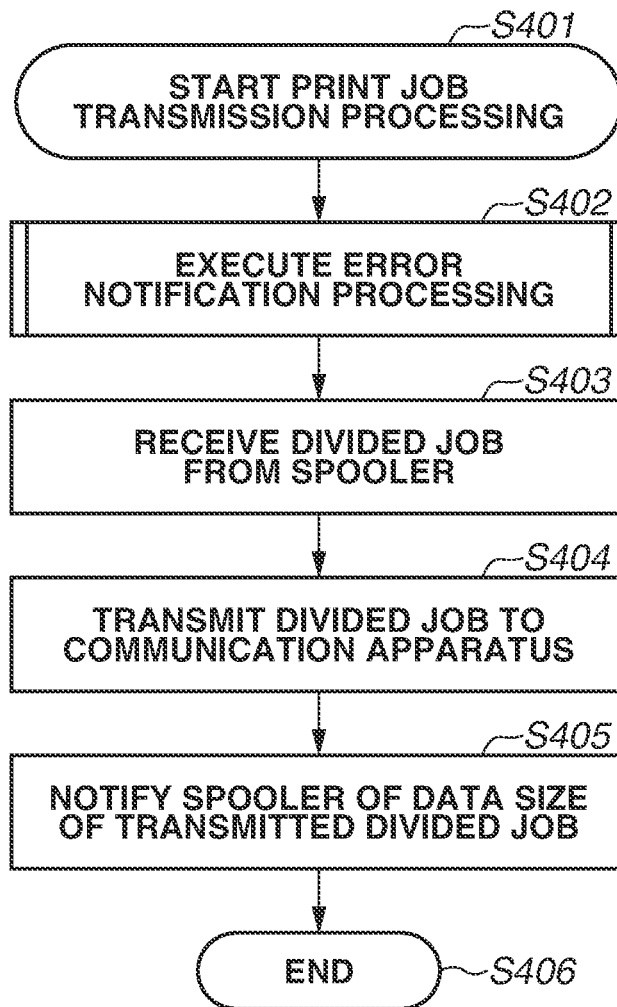 S401
START PRINT JOB
TRANSMISSION PROCESSING
S402
EXECUTE ERROR
NOTIFICATION PROCESSING
S403
RECEIVE DIVIDED JOB
FROM SPOOLER
S404
TRANSMIT DIVIDED JOB TO
COMMUNICATION APPARATUS
S405
NOTIFY SPOOLER OF DATA SIZE
OF TRANSMITTED DIVIDED JOB
END
S406